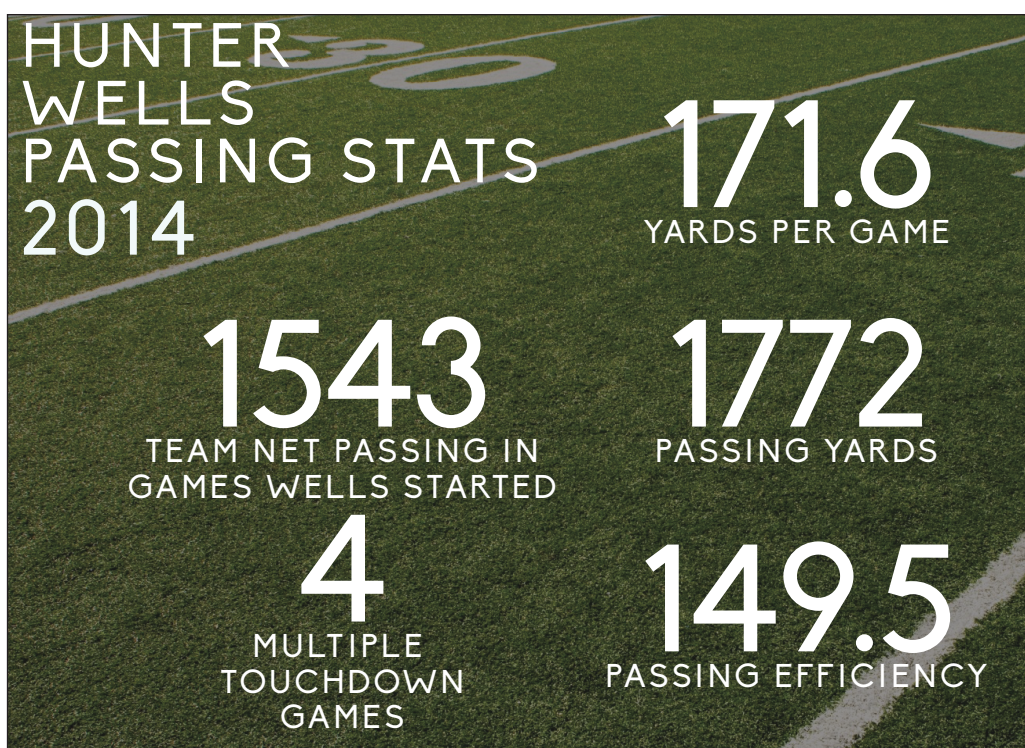 HUNTER
WELLS
PASSING STATS
2014
171.6
YARDS PER GAME
1543
TEAM NET PASSING IN
GAMES WELLS STARTED
1772
PASSING YARDS
4
MULTIPLE
TOUCHDOWN
GAMES
149.5
PASSING EFFICIENCY